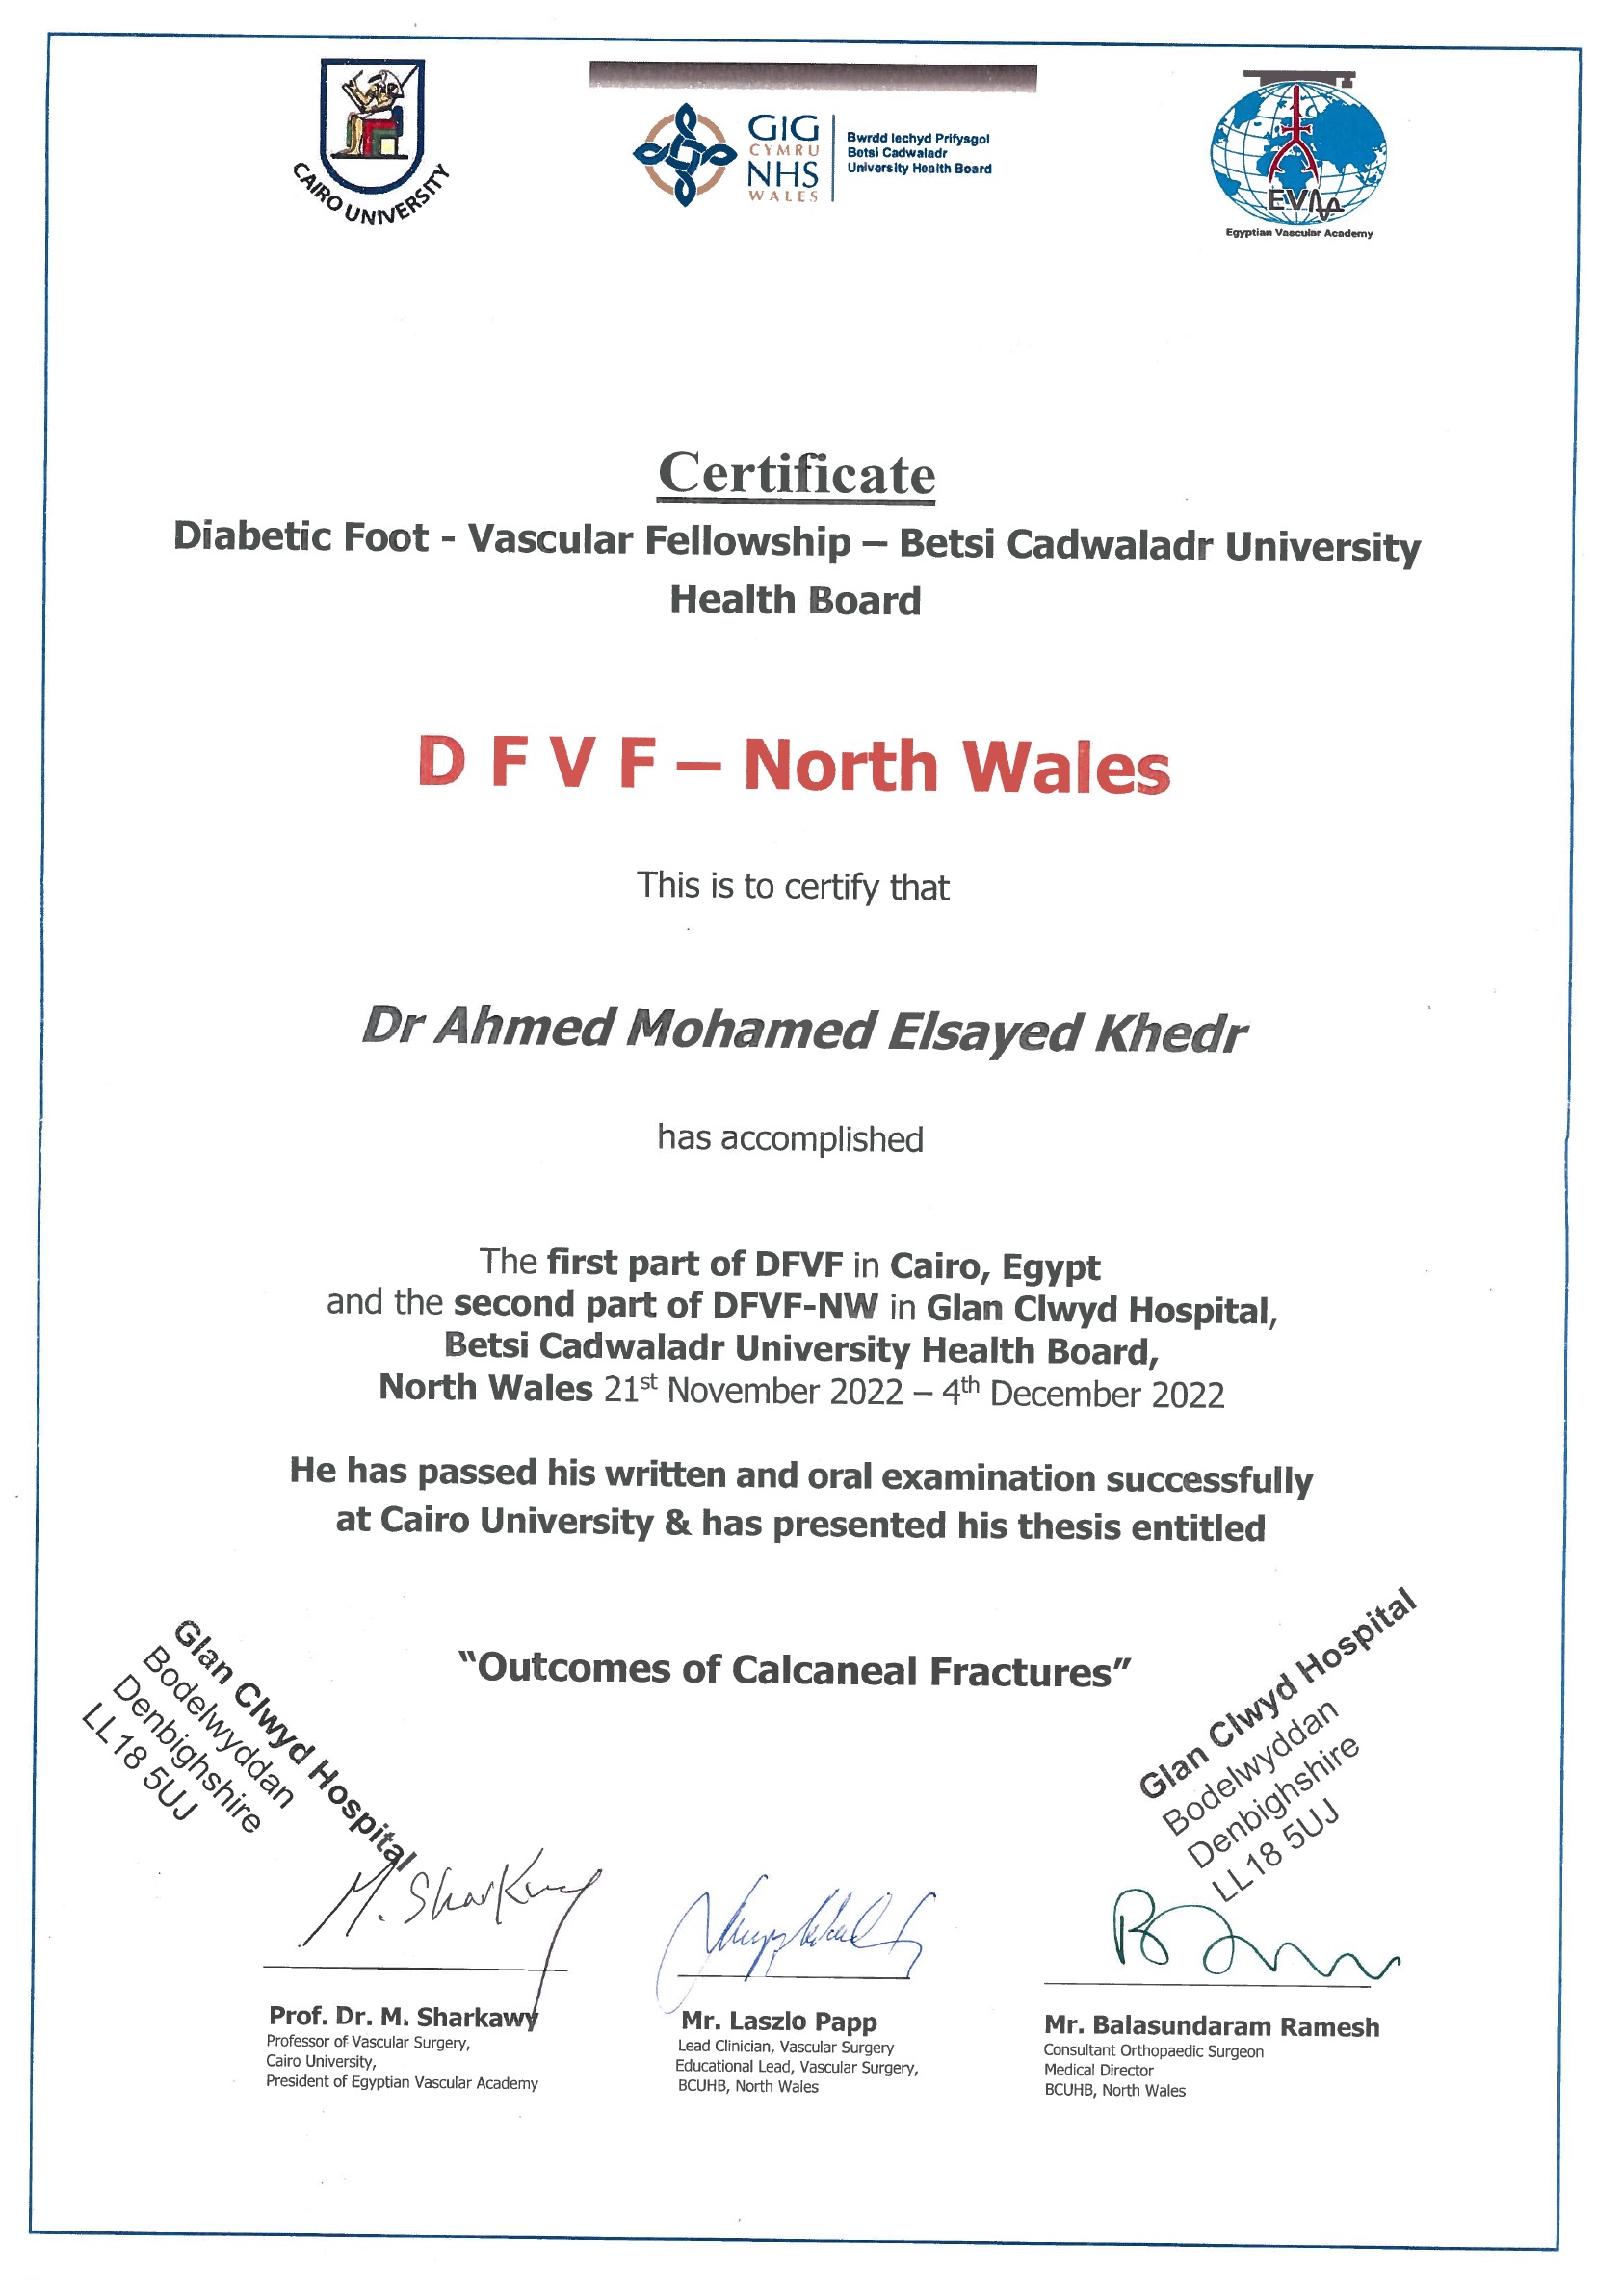 CAIRO UNIVERSITY
GIG
CYMRU
NHS
WALES
Bwrdd Iechyd Prifysgol
Betsi Cadwaladr
University Health Board
EVA
Egyptian Vascular Academy
Certificate
Diabetic Foot - Vascular Fellowship – Betsi Cadwaladr University
Health Board
D F V F – North Wales
This is to certify that
Dr Ahmed Mohamed Elsayed Khedr
has accomplished
The first part of DFVF in Cairo, Egypt
and the second part of DFVF-NW in Glan Clwyd Hospital,
Betsi Cadwaladr University Health Board,
North Wales 21st November 2022 – 4th December 2022
He has passed his written and oral examination successfully
at Cairo University & has presented his thesis entitled
“Outcomes of Calcaneal Fractures”
Glan Clwyd Hospital
Bodelwyddan
Denbighshire
LL18 5UJ
Glan Clwyd Hospital
Bodelwyddan
Denbighshire
LL18 5UJ
M. Sharkawy
Prof. Dr. M. Sharkawy
Professor of Vascular Surgery,
Cairo University,
President of Egyptian Vascular Academy
Mr. Laszlo Papp
Lead Clinician, Vascular Surgery
Educational Lead, Vascular Surgery,
BCUHB, North Wales
Mr. Balasundaram Ramesh
Consultant Orthopaedic Surgeon
Medical Director
BCUHB, North Wales